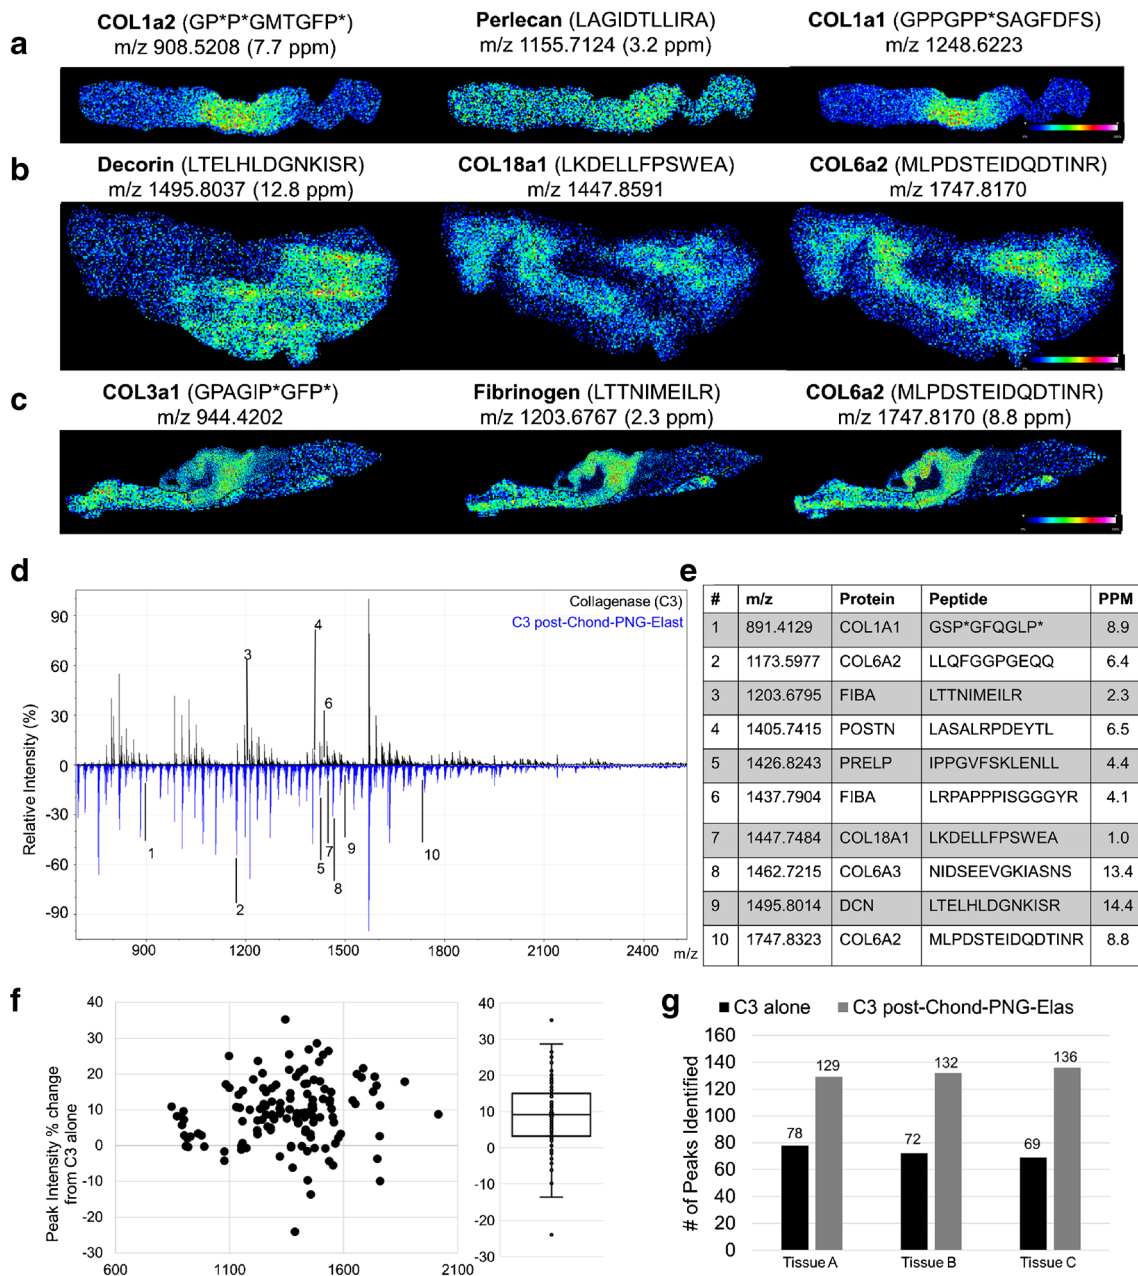 a
COL1a2 (GP*P*GMTGFP*)
m/z 908.5208 (7.7 ppm)
Perlecan (LAGIDTLLIRA)
m/z 1155.7124 (3.2 ppm)
COL1a1 (GPPGPP*SAGFDFS)
m/z 1248.6223
b
Decorin (LTELHLDGNKISR)
m/z 1495.8037 (12.8 ppm)
COL18a1 (LKDELLFPSWEA)
m/z 1447.8591
COL6a2 (MLPDSTEIDQDTINR)
m/z 1747.8170
c
COL3a1 (GPAGIP*GFP*)
m/z 944.4202
Fibrinogen (LTTNIMEILR)
m/z 1203.6767 (2.3 ppm)
COL6a2 (MLPDSTEIDQDTINR)
m/z 1747.8170 (8.8 ppm)
d
Collagenase (C3)
C3 post-Chond-PNG-Elast
Relative Intensity (%)
90
60
30
0
-30
-60
-90
4
3
6
1
2
5
7
8
9
10
900 1200 1500 1800 2100 2400 m/z
e
# m/z Protein Peptide PPM
1 891.4129 COL1A1 GSP*GFQGLP* 8.9
2 1173.5977 COL6A2 LLQFGGPGEQQ 6.4
3 1203.6795 FIBA LTTNIMEILR 2.3
4 1405.7415 POSTN LASALRPDEYTL 6.5
5 1426.8243 PRELP IPPGVFSKLENLL 4.4
6 1437.7904 FIBA LRPAPPPISGGGYR 4.1
7 1447.7484 COL18A1 LKDELLFPSWEA 1.0
8 1462.7215 COL6A3 NIDSEEVGKIASNS 13.4
9 1495.8014 DCN LTELHLDGNKISR 14.4
10 1747.8323 COL6A2 MLPDSTEIDQDTINR 8.8
f
Peak Intensity % change
from C3 alone
40
30
20
10
0
-10
-20
-30
600 1100 1600 2100
40
30
20
10
0
-10
-20
-30
g
C3 alone C3 post-Chond-PNG-Elas
# of Peaks Identified
160
140
120
100
80
60
40
20
0
78 129 72 132 69 136
Tissue A Tissue B Tissue C